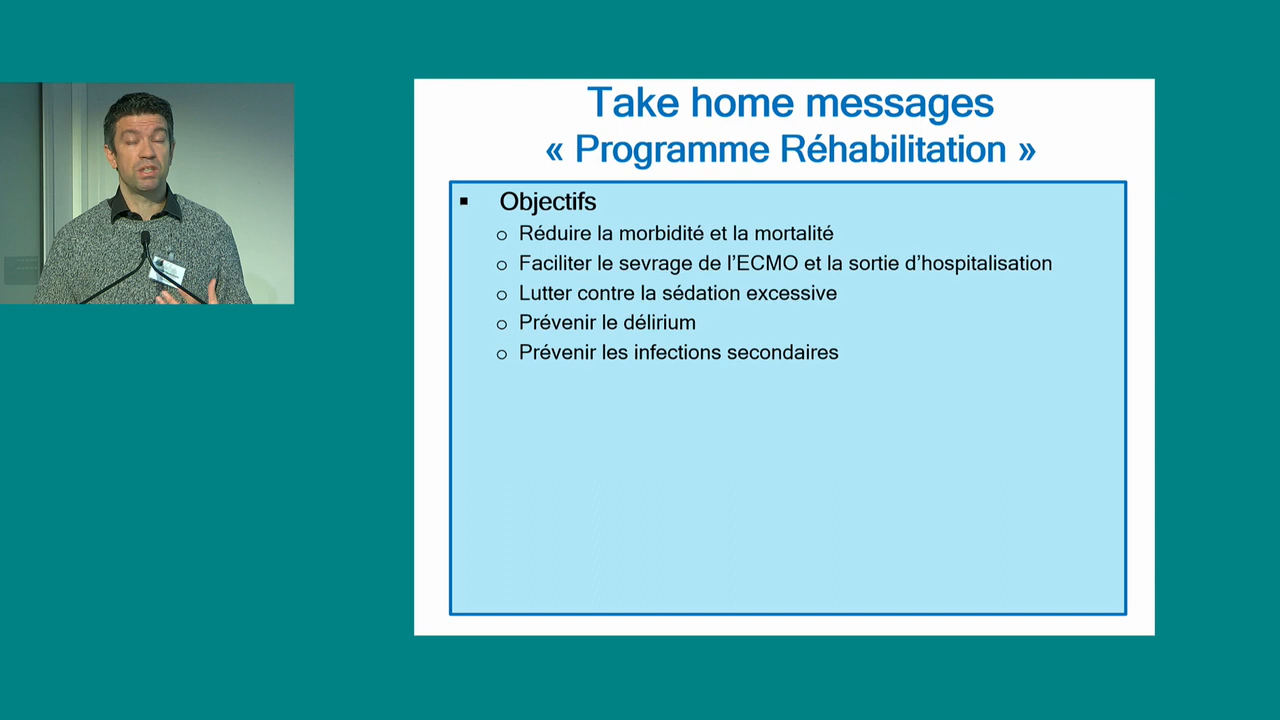 Take home messages
« Programme Réhabilitation »
▪ Objectifs
o Réduire la morbidité et la mortalité
o Faciliter le sevrage de l'ECMO et la sortie d'hospitalisation
o Lutter contre la sédation excessive
o Prévenir le délirium
o Prévenir les infections secondaires